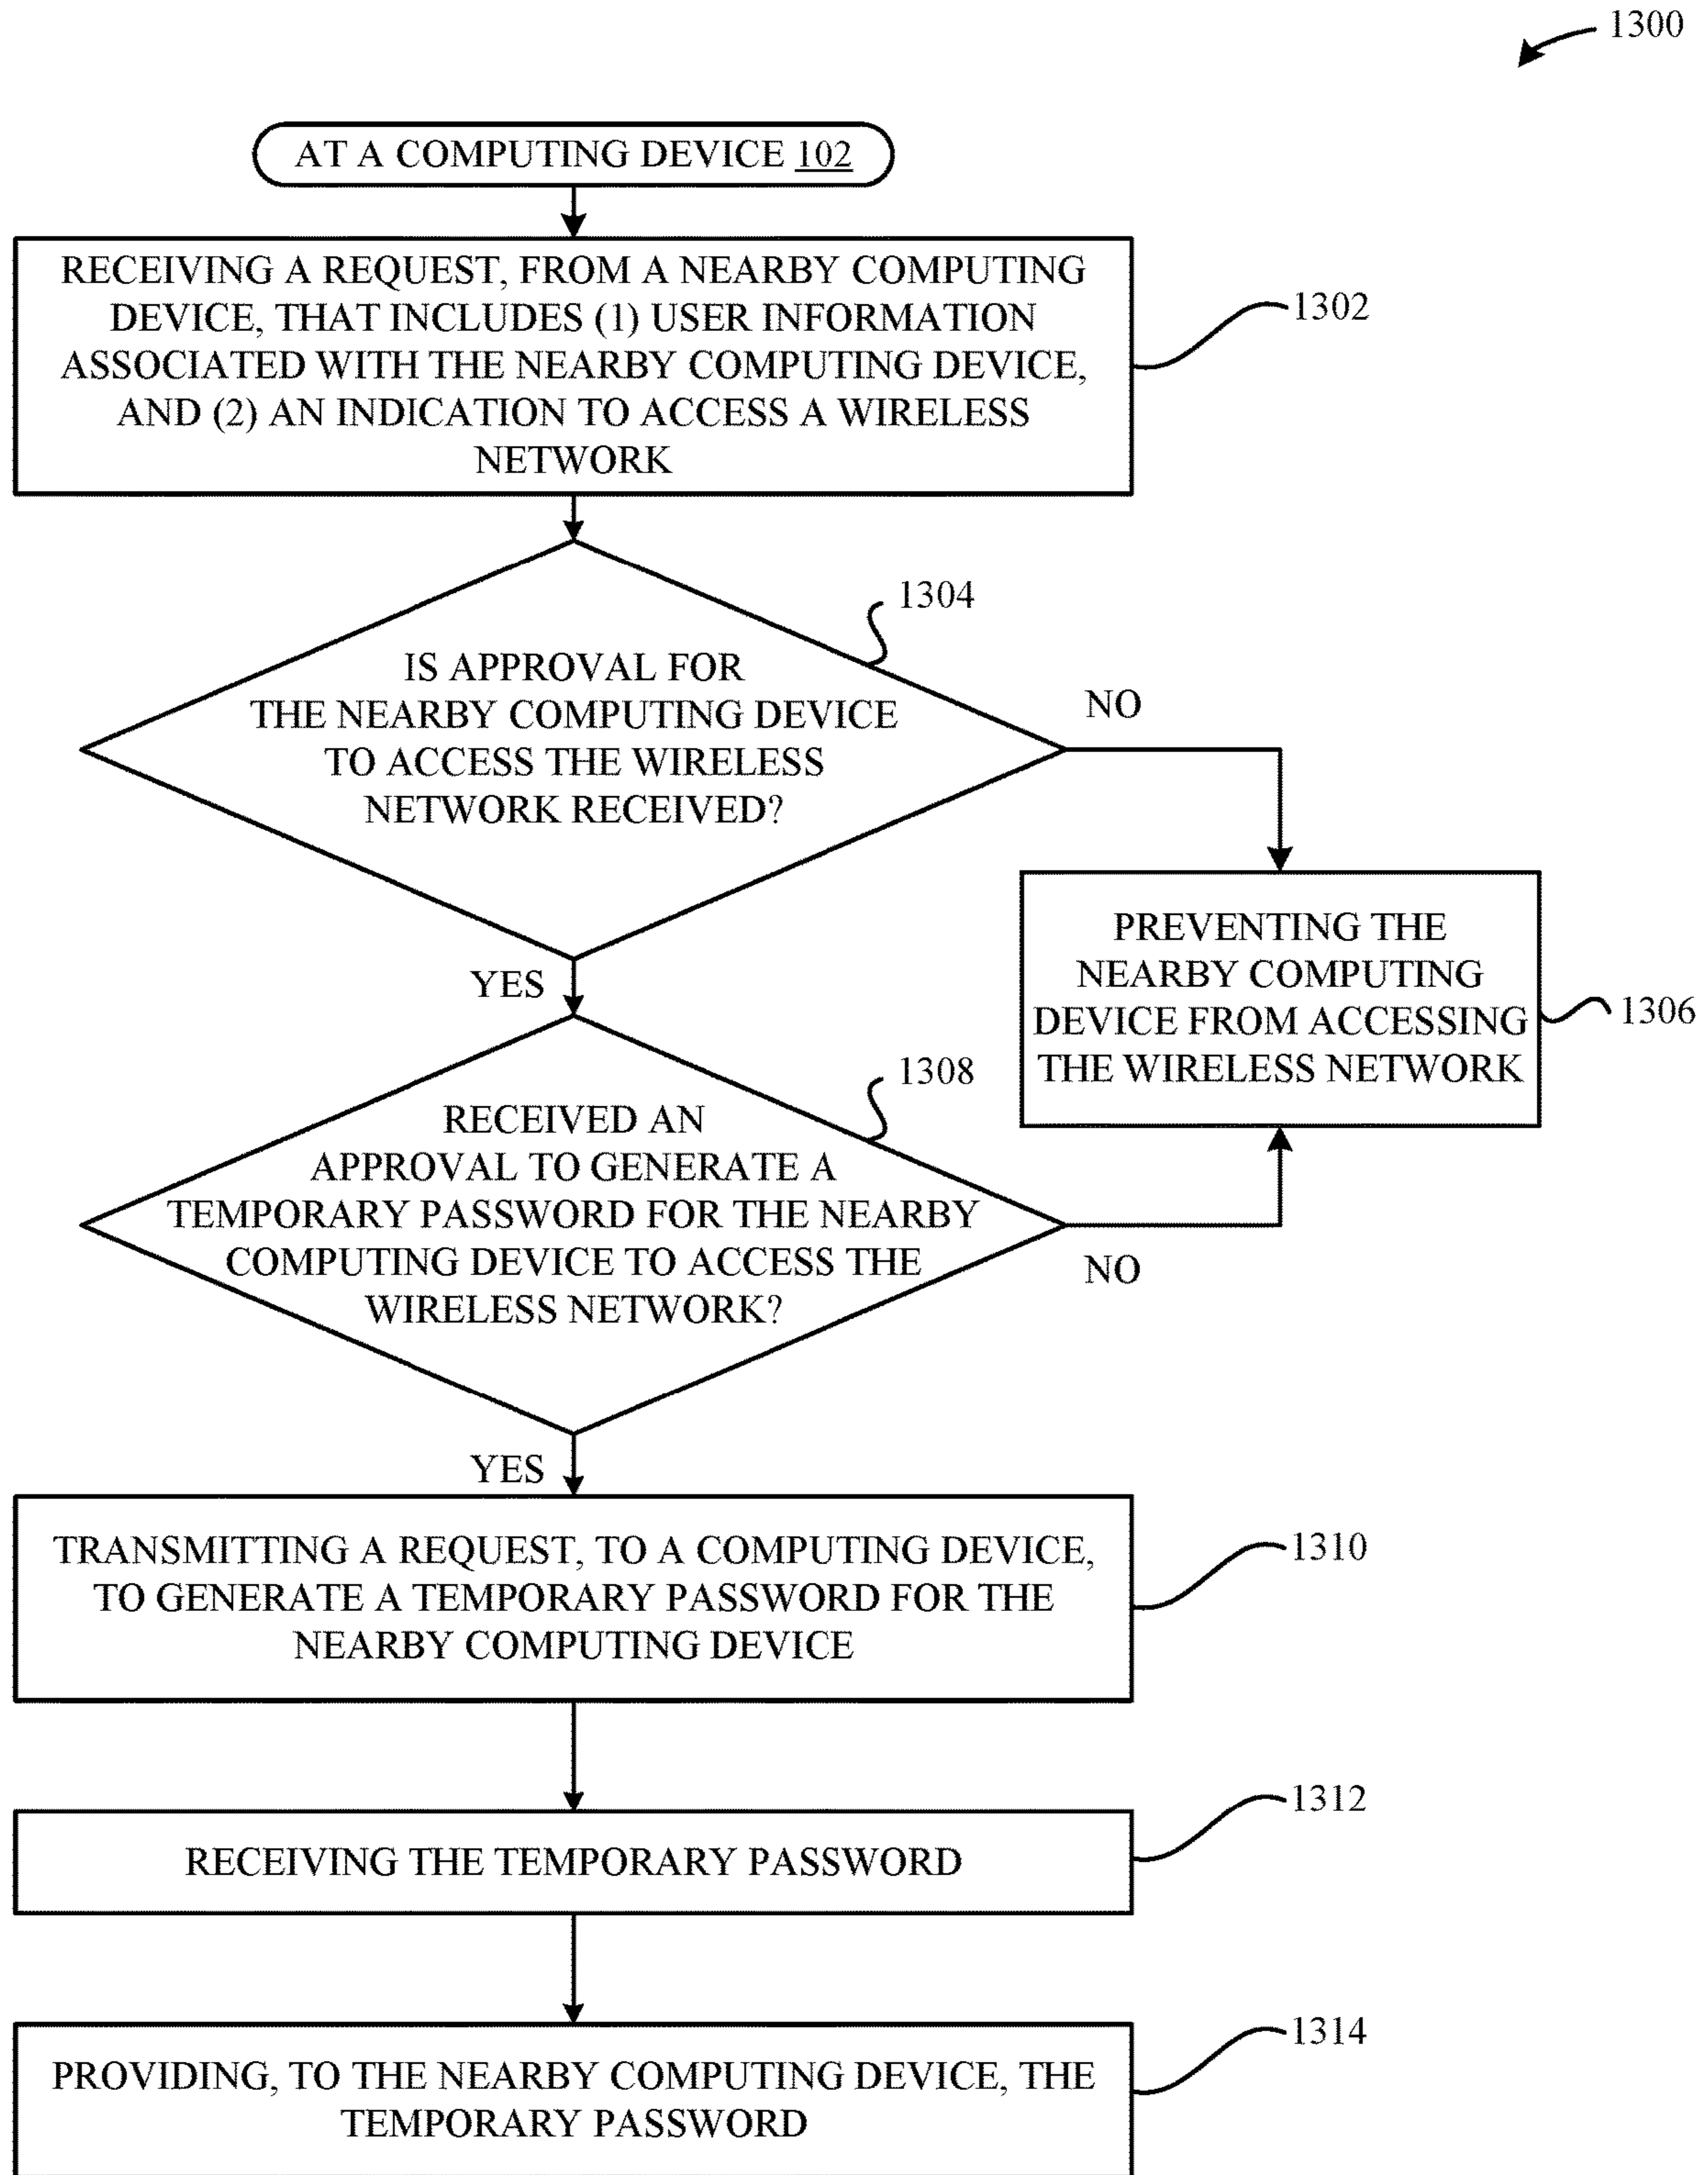 1300
AT A COMPUTING DEVICE 102
RECEIVING A REQUEST, FROM A NEARBY COMPUTING
DEVICE, THAT INCLUDES (1) USER INFORMATION
ASSOCIATED WITH THE NEARBY COMPUTING DEVICE,
AND (2) AN INDICATION TO ACCESS A WIRELESS
NETWORK
1302
1304
IS APPROVAL FOR
THE NEARBY COMPUTING DEVICE
TO ACCESS THE WIRELESS
NETWORK RECEIVED?
NO
YES
PREVENTING THE
NEARBY COMPUTING
DEVICE FROM ACCESSING
THE WIRELESS NETWORK
1306
1308
RECEIVED AN
APPROVAL TO GENERATE A
TEMPORARY PASSWORD FOR THE NEARBY
COMPUTING DEVICE TO ACCESS THE
WIRELESS NETWORK?
NO
YES
TRANSMITTING A REQUEST, TO A COMPUTING DEVICE,
TO GENERATE A TEMPORARY PASSWORD FOR THE
NEARBY COMPUTING DEVICE
1310
RECEIVING THE TEMPORARY PASSWORD
1312
PROVIDING, TO THE NEARBY COMPUTING DEVICE, THE
TEMPORARY PASSWORD
1314